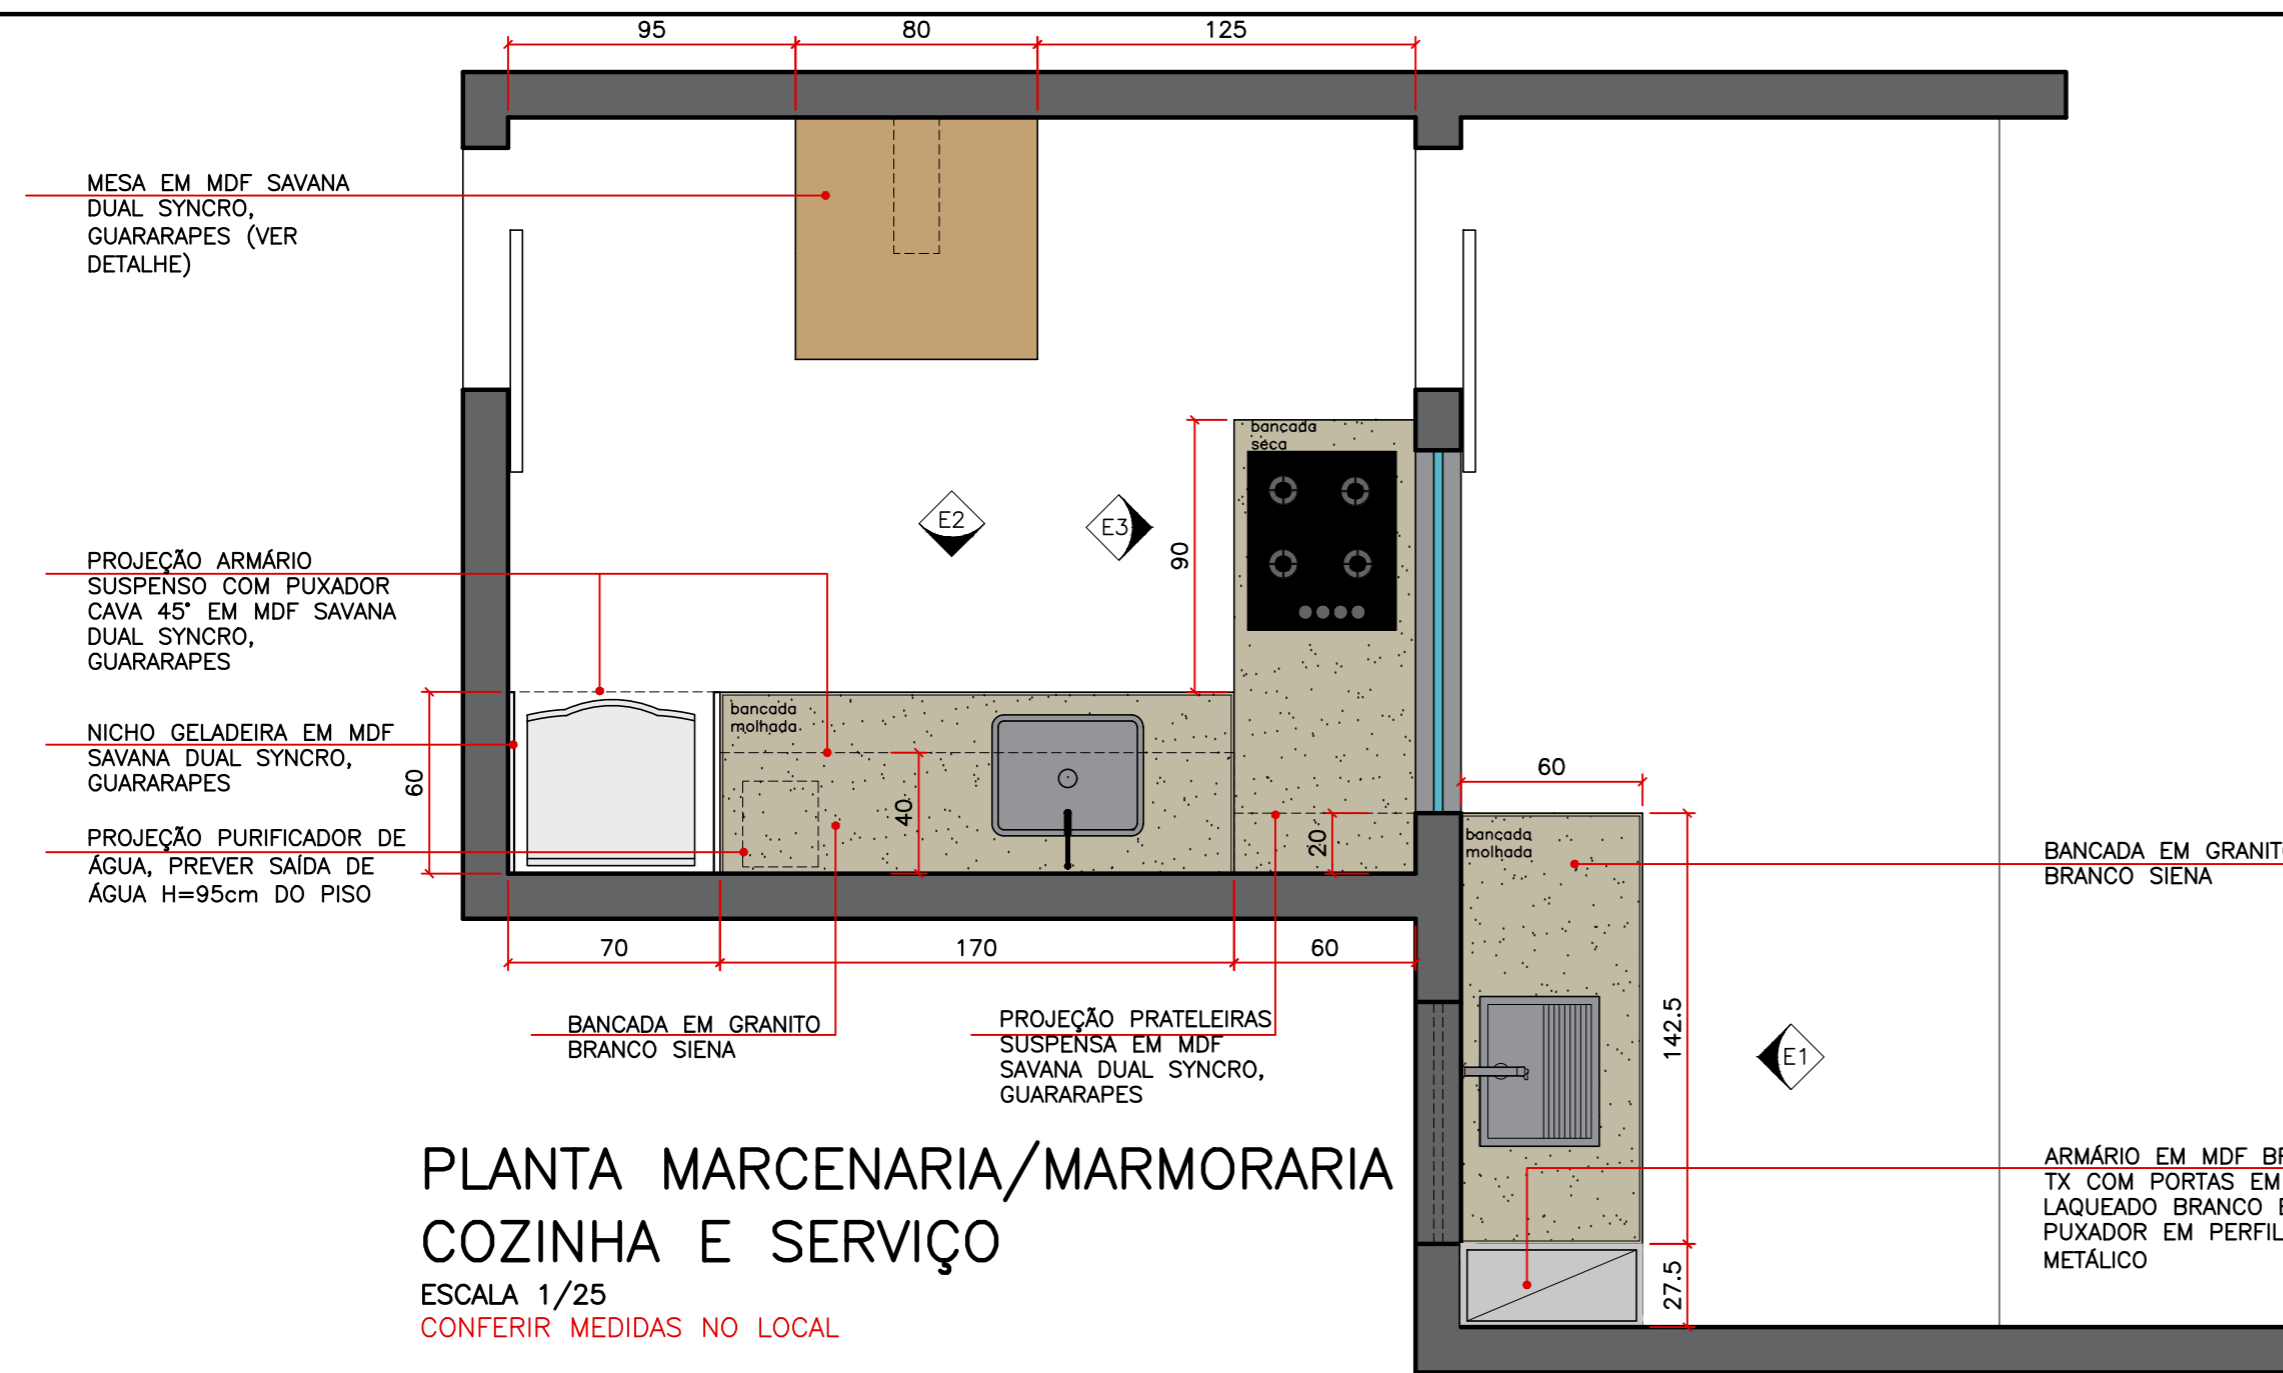 95
80
125
MESA EM MDF SAVANA
DUAL SYNCRO,
GUARARAPES (VER
DETALHE)
bancada
seca
E2
E3
90
PROJEÇÃO ARMÁRIO
SUSPENSO COM PUXADOR
CAVA 45° EM MDF SAVANA
DUAL SYNCRO,
GUARARAPES
NICHO GELADEIRA EM MDF
SAVANA DUAL SYNCRO,
GUARARAPES
PROJEÇÃO PURIFICADOR DE
ÁGUA, PREVER SAÍDA DE
ÁGUA H=95cm DO PISO
60
bancada
molhada
40
20
60
bancada
molhada
BANCADA EM GRANITO
BRANCO SIENA
70
170
60
BANCADA EM GRANITO
BRANCO SIENA
PROJEÇÃO PRATELEIRAS
SUSPENSA EM MDF
SAVANA DUAL SYNCRO,
GUARARAPES
142.5
E1
ARMÁRIO EM MDF
TX COM PORTAS EM
LAQUEADO BRANCO
PUXADOR EM PERFIL
METÁLICO
27.5
PLANTA MARCENARIA/MARMORARIA
COZINHA E SERVIÇO
ESCALA 1/25
CONFERIR MEDIDAS NO LOCAL